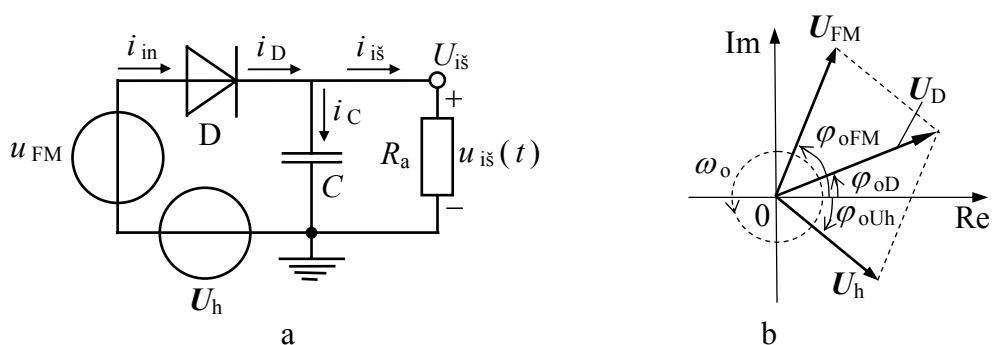 i in
i D
i iš
U iš
+
D
i C
u FM
R a
u iš (t)
C
−
U h
a
Im
U FM
U D
φ oFM
ω o
φ oD
0
φ oUh
Re
U h
b